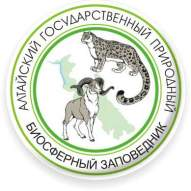 АЛТАЙСКИЙ ГОСУДАРСТВЕННЫЙ ПРИРОДНЫЙ
БИОСФЕРНЫЙ ЗАПОВЕДНИК